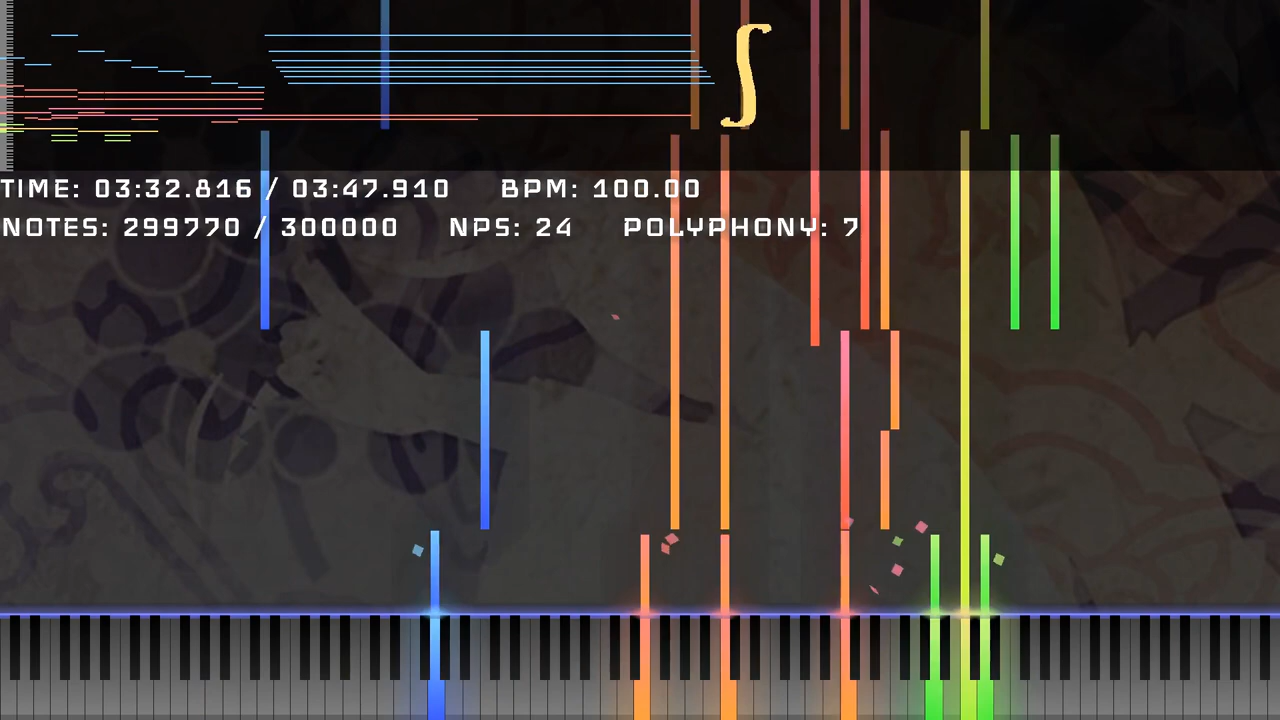 ∫
TIME: 03:32.816 / 03:47.910 BPM: 100.00
NOTES: 299770 / 300000 NPS: 24 POLYPHONY: 7